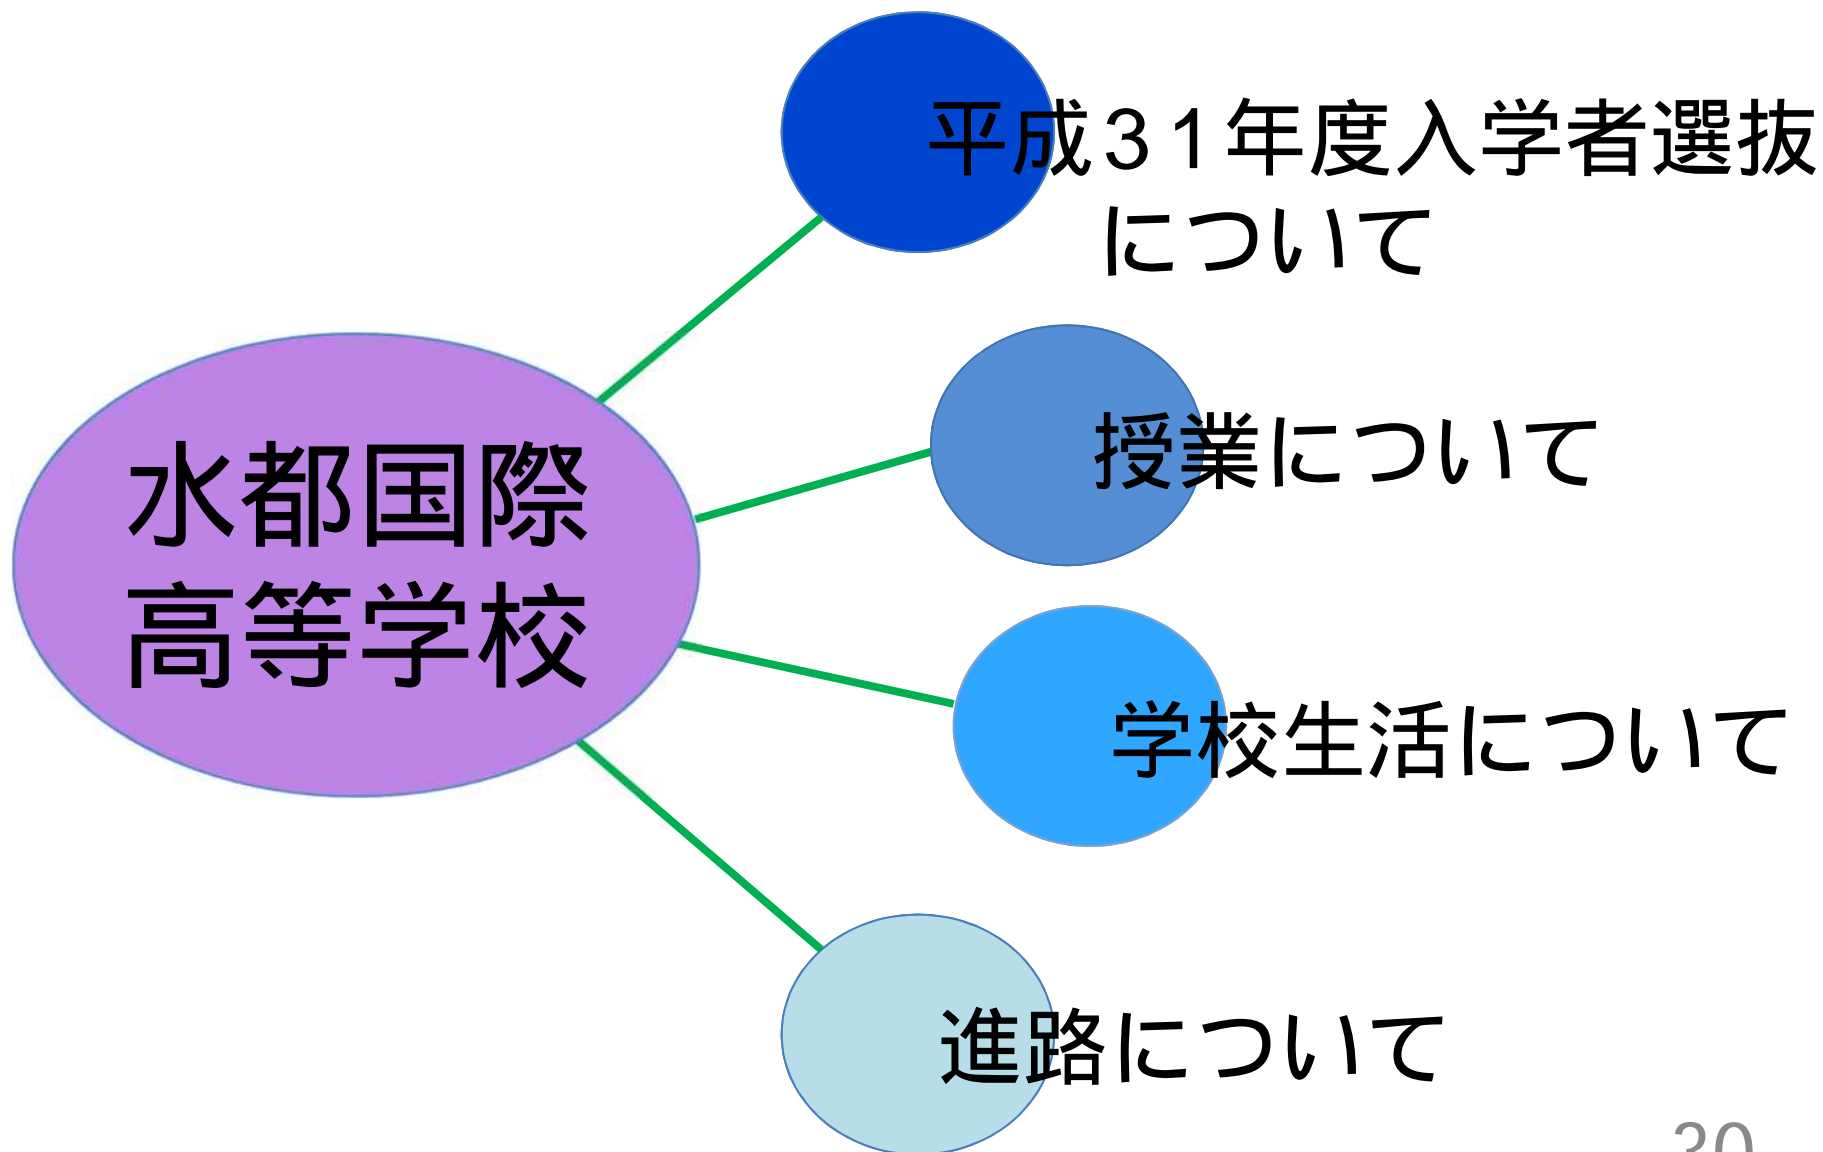 平成３１年度入学者選抜
について
水都国際
高等学校
授業について
学校生活について
進路について